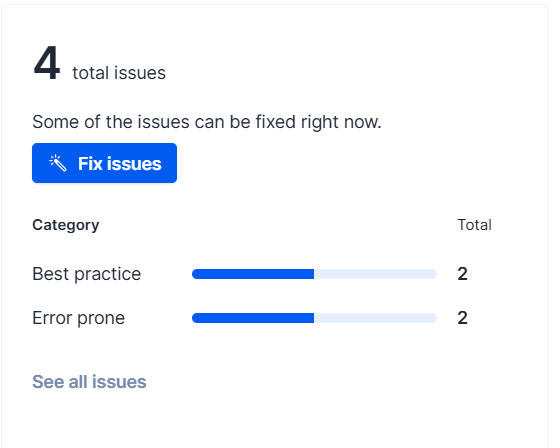 4 total issues
Some of the issues can be fixed right now.
Fix issues
Category Total
Best practice 2
Error prone 2
See all issues